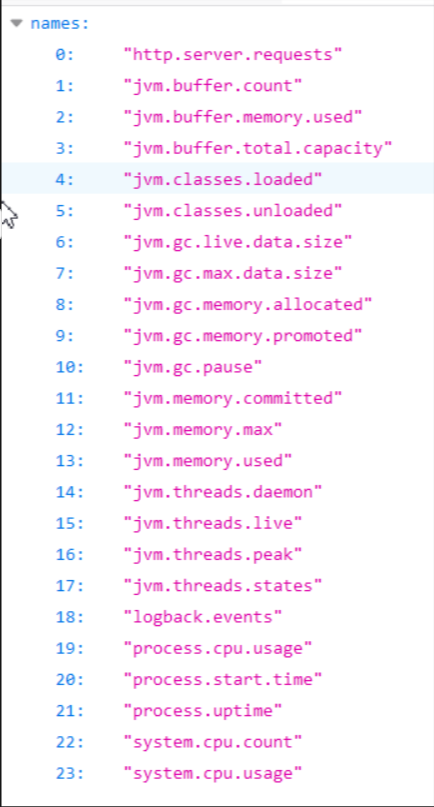 names:
0: "http.server.requests"
1: "jvm.buffer.count"
2: "jvm.buffer.memory.used"
3: "jvm.buffer.total.capacity"
4: "jvm.classes.loaded"
5: "jvm.classes.unloaded"
6: "jvm.gc.live.data.size"
7: "jvm.gc.max.data.size"
8: "jvm.gc.memory.allocated"
9: "jvm.gc.memory.promoted"
10: "jvm.gc.pause"
11: "jvm.memory.committed"
12: "jvm.memory.max"
13: "jvm.memory.used"
14: "jvm.threads.daemon"
15: "jvm.threads.live"
16: "jvm.threads.peak"
17: "jvm.threads.states"
18: "logback.events"
19: "process.cpu.usage"
20: "process.start.time"
21: "process.uptime"
22: "system.cpu.count"
23: "system.cpu.usage"